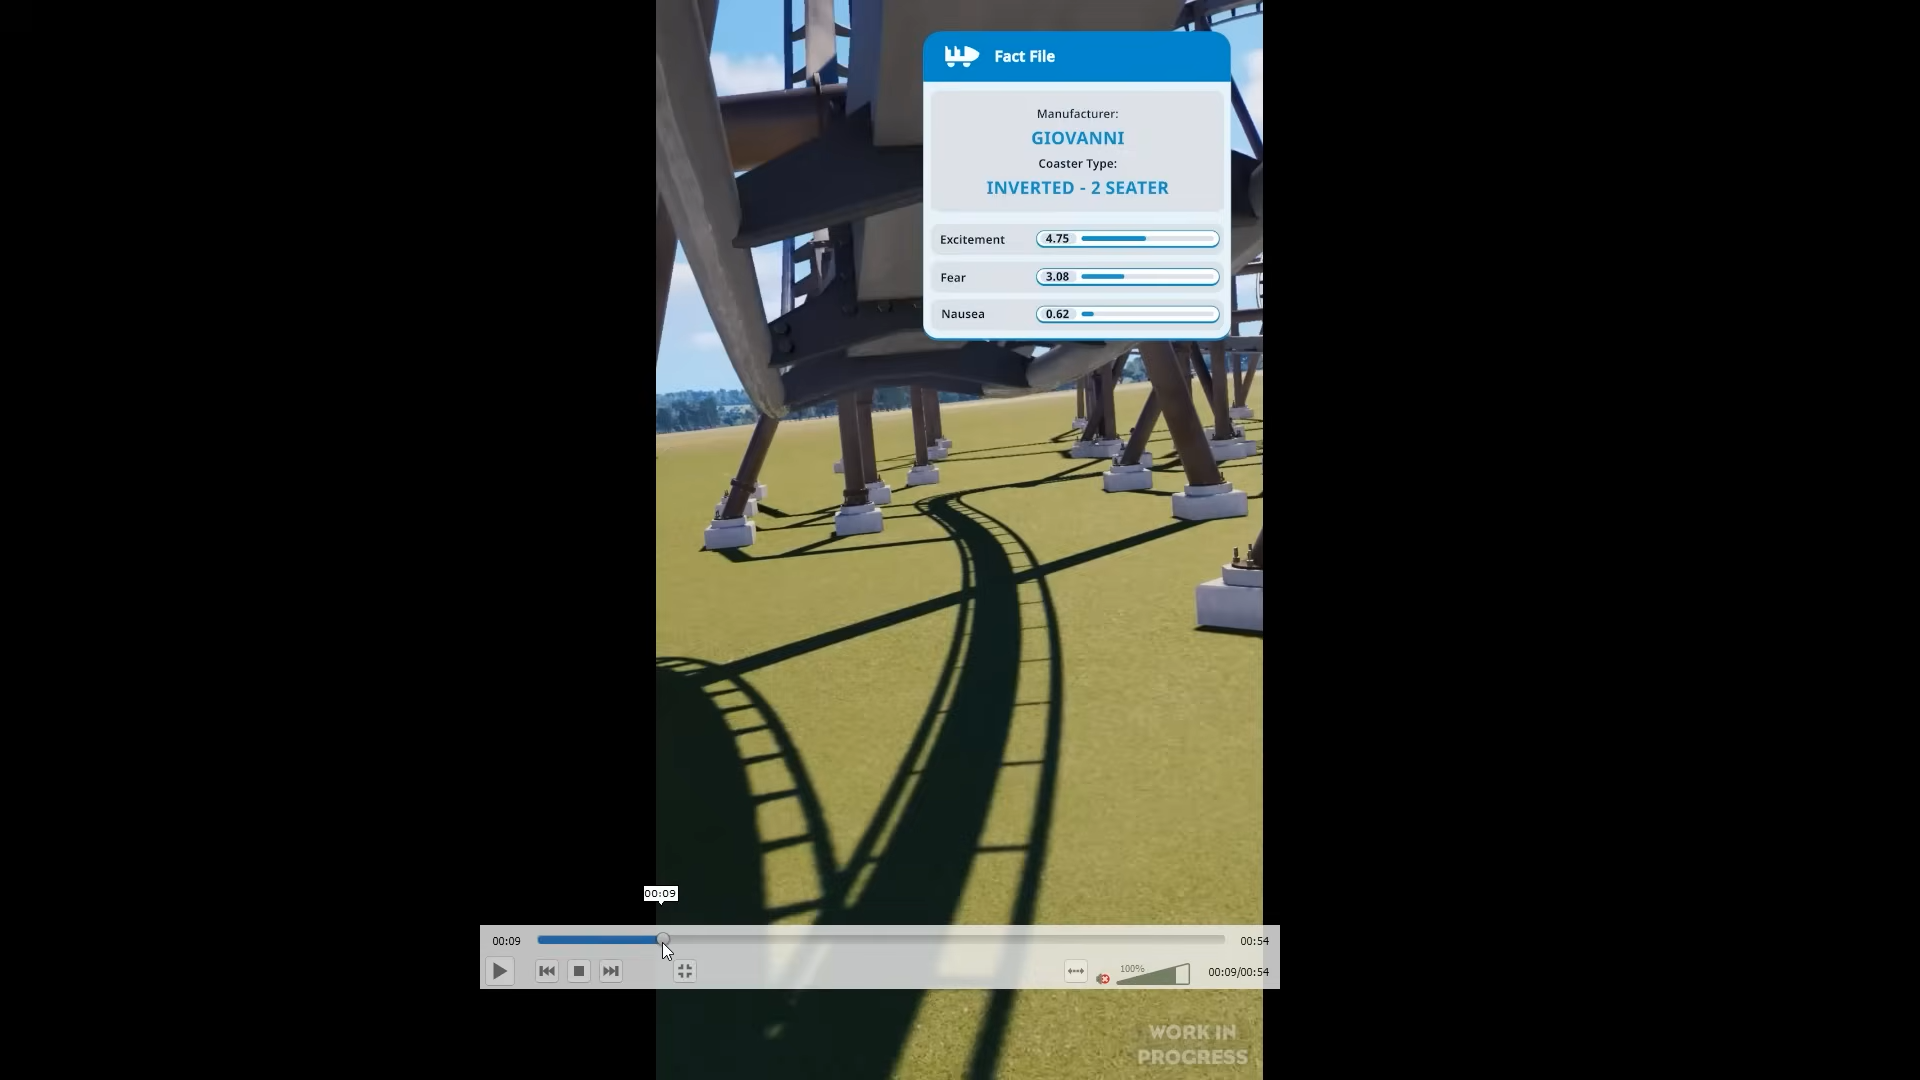 Fact File
Manufacturer:
GIOVANNI
Coaster Type:
INVERTED - 2 SEATER
Excitement 4.75
Fear 3.08
Nausea 0.62
00:09
00:09 00:54
100% 00:09/00:54
WORK IN
PROGRESS